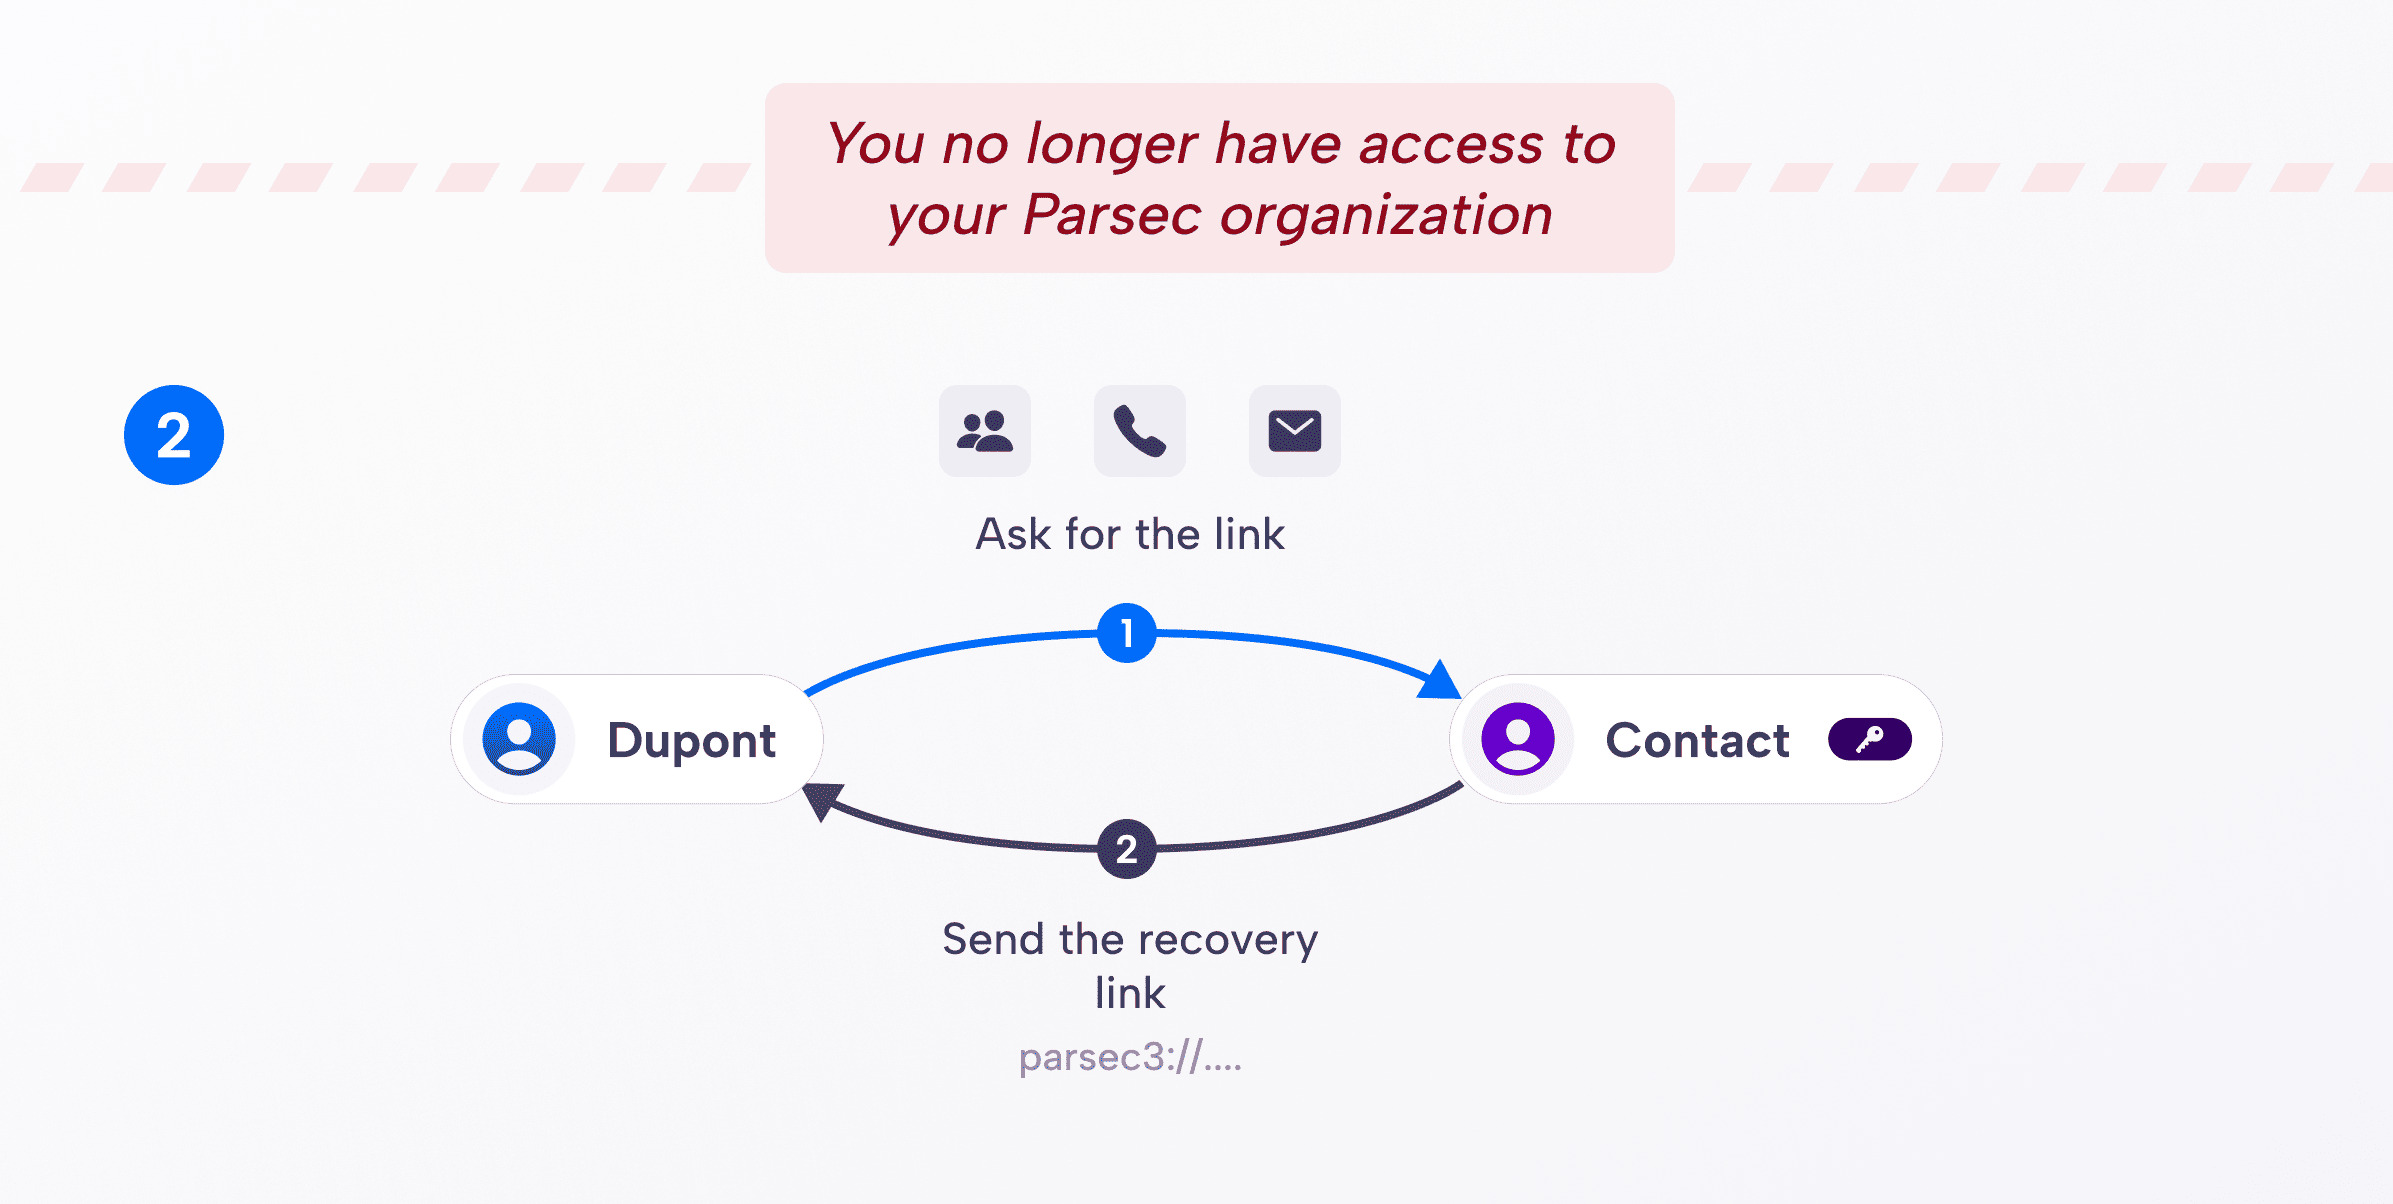 You no longer have access to
your Parsec organization
2
Ask for the link
1
Dupont
Contact
2
Send the recovery
link
parsec3://....